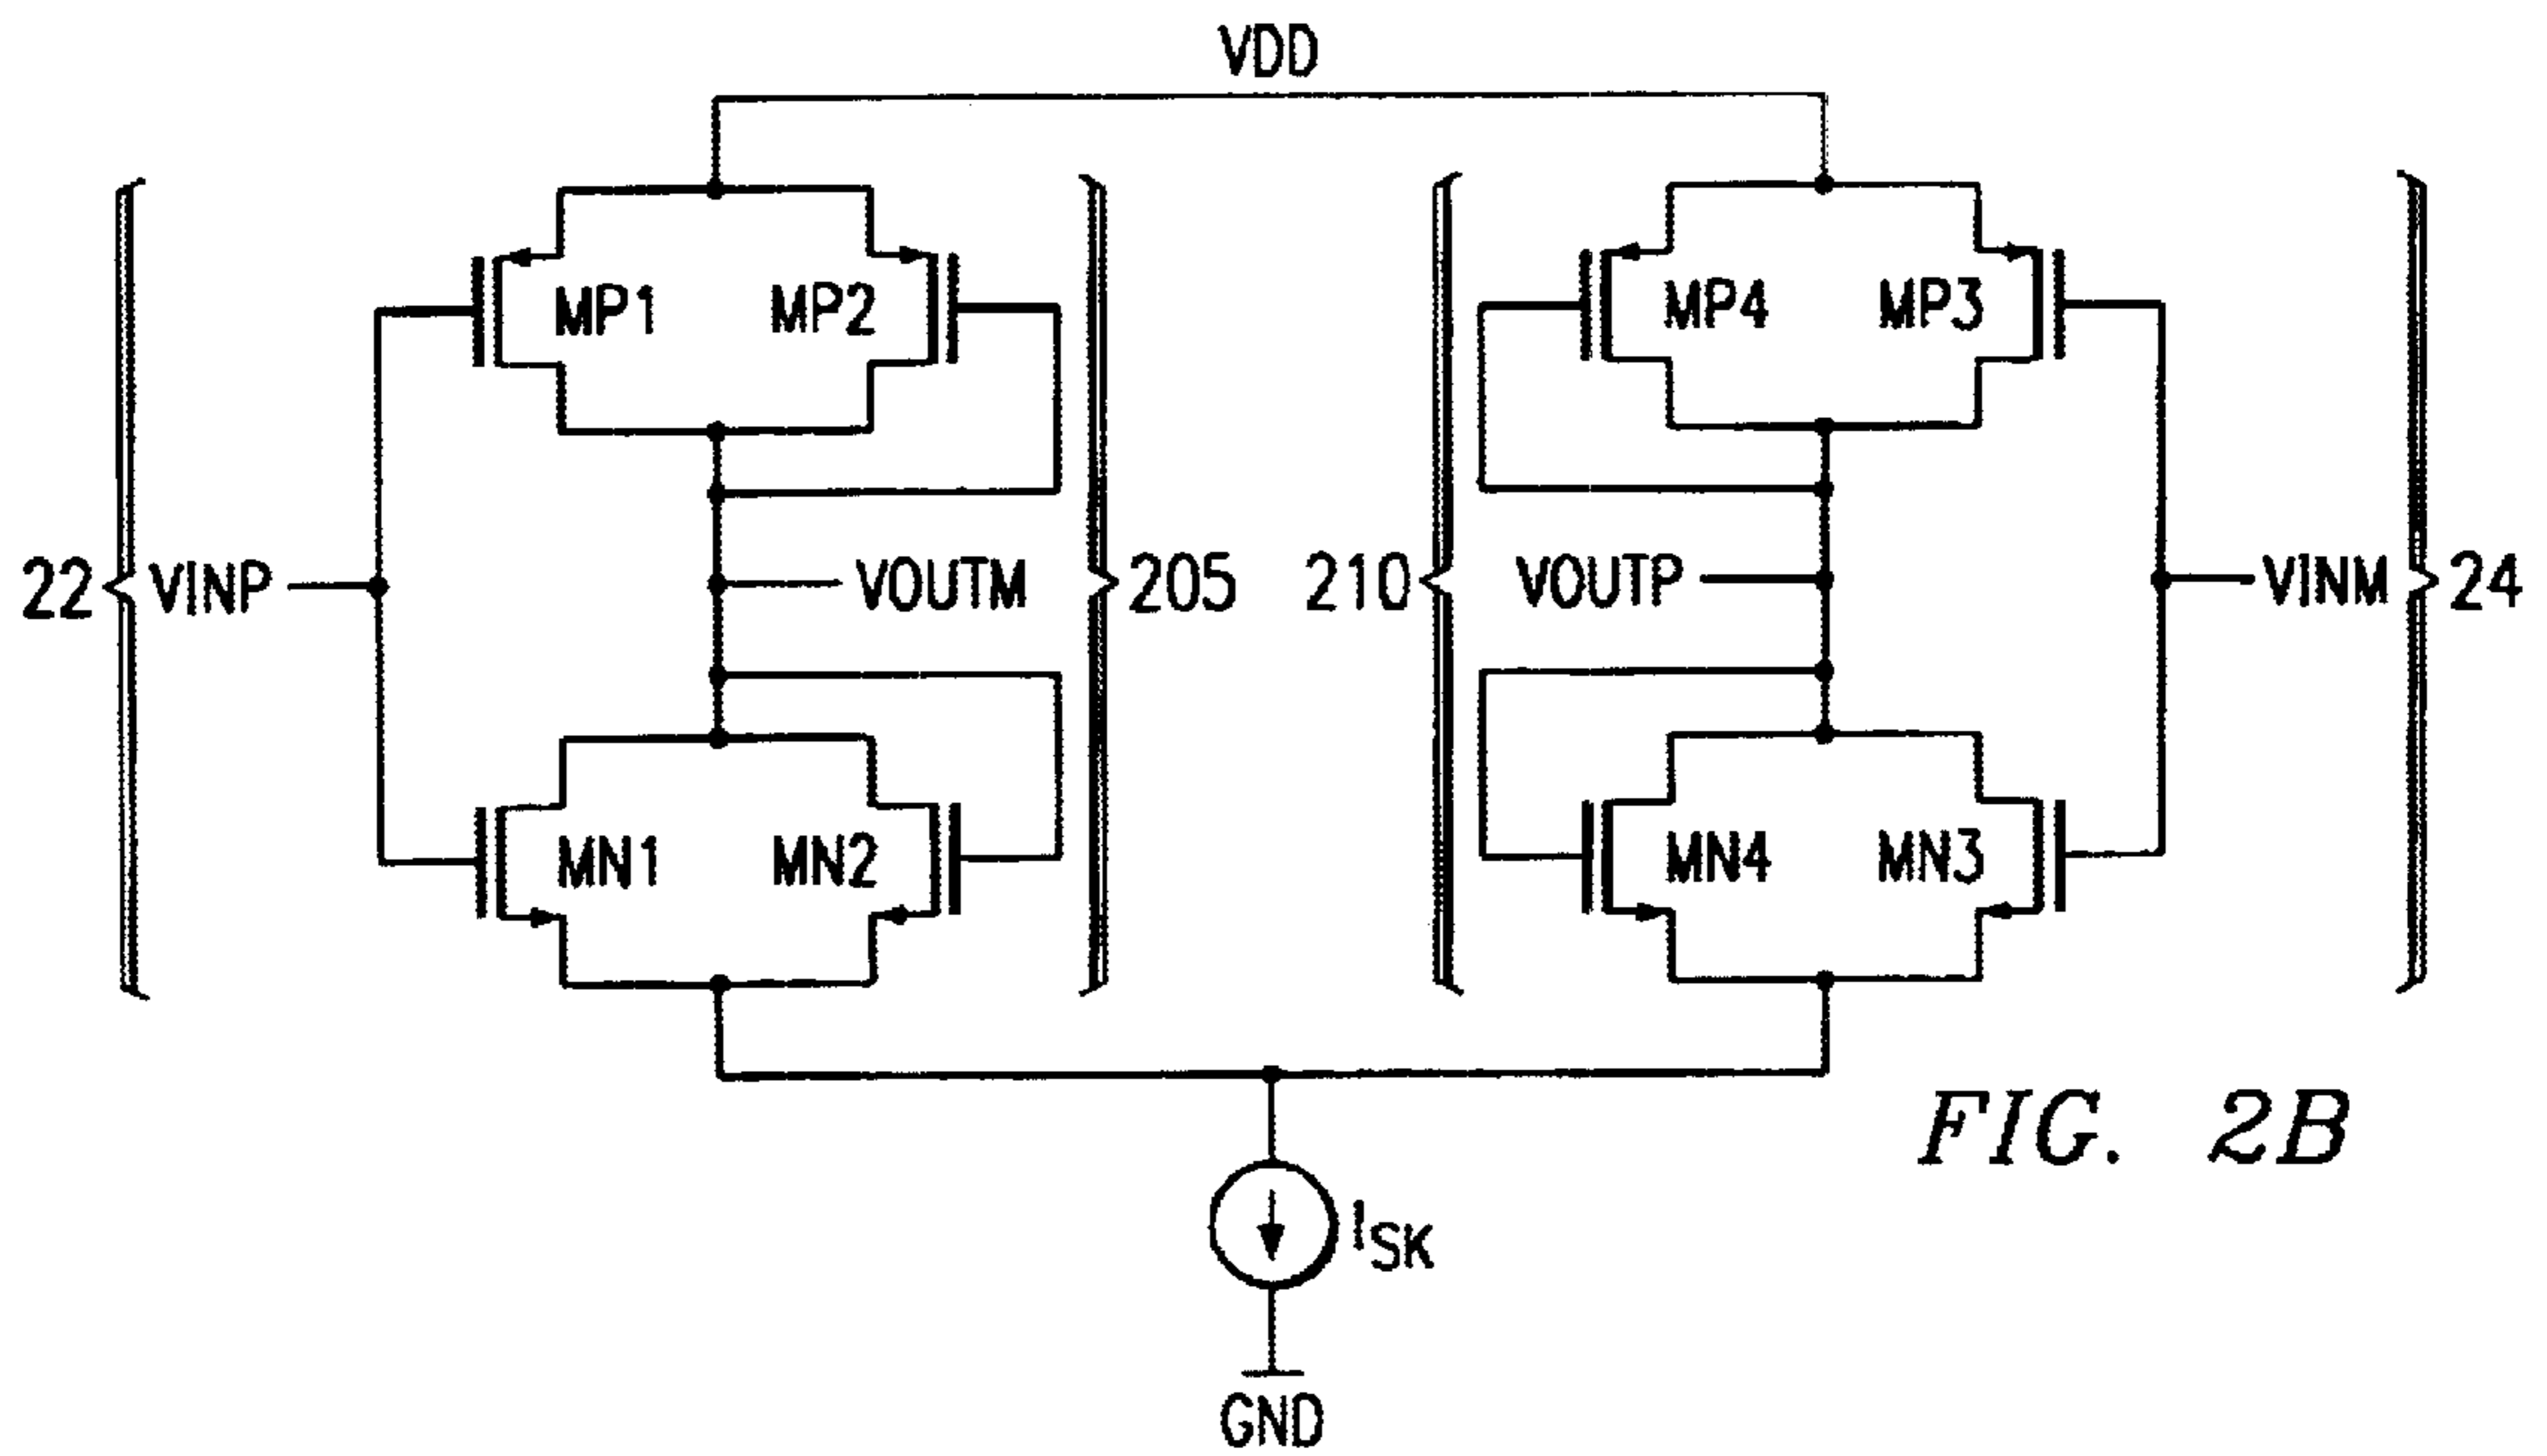 VDD
MP1 MP2 MP4 MP3
22 VINP VOUTM 205 210 VOUTP VINM 24
MN1 MN2 MN4 MN3
FIG. 2B
ISK
GND